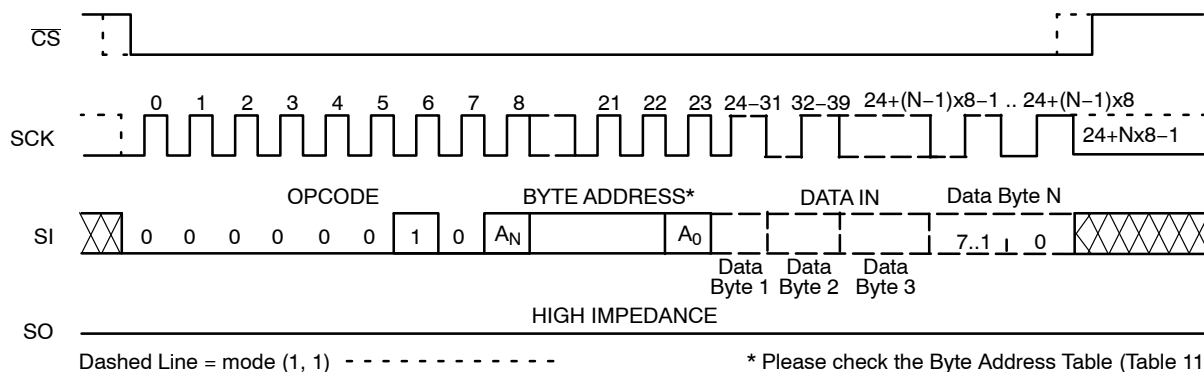 CS
0 1 2 3 4 5 6 7 8 21 22 23 24–31 32–39 24+(N–1)x8–1 .. 24+(N–1)x8
SCK
24+Nx8–1
OPCODE BYTE ADDRESS* DATA IN Data Byte N
SI
0 0 0 0 0 0 1 0 AN A0 7..1 0
Data Byte 1
Data Byte 2
Data Byte 3
HIGH IMPEDANCE
SO
Dashed Line = mode (1, 1)
* Please check the Byte Address Table (Table 11